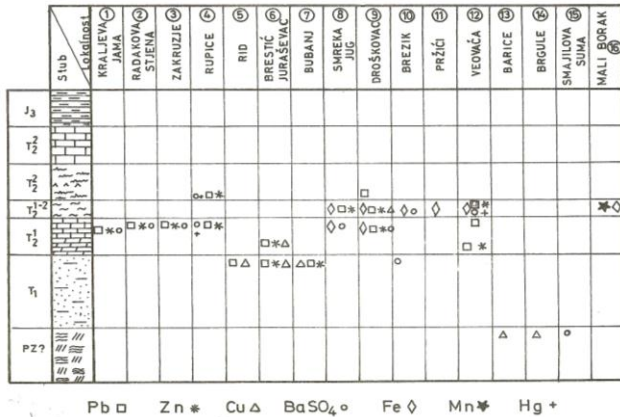 Stub
Lokalnost
① KRALJEVA JAMA
② RADAKOVA STJENA
③ ZAKRUZJE
④ RUPICE
⑤ RID
⑥ BRESTIĆ JURAŠEVAC
⑦ BUBANJ
⑧ SMREKA JUG
⑨ DROŠKOVAC
⑩ BREZIK
⑪ PRŽIĆI
⑫ VEOVAČA
⑬ BARICE
⑭ BRGULE
⑮ SMAJILOVA SUMA
⑯ MALI BORAK
J₃
T₂²
T₂²
T₂¹⁻²
T₂¹
T₁
PZ?
Pb □ Zn ✶ Cu △ BaSO₄ ○ Fe ◊ Mn ★ Hg +